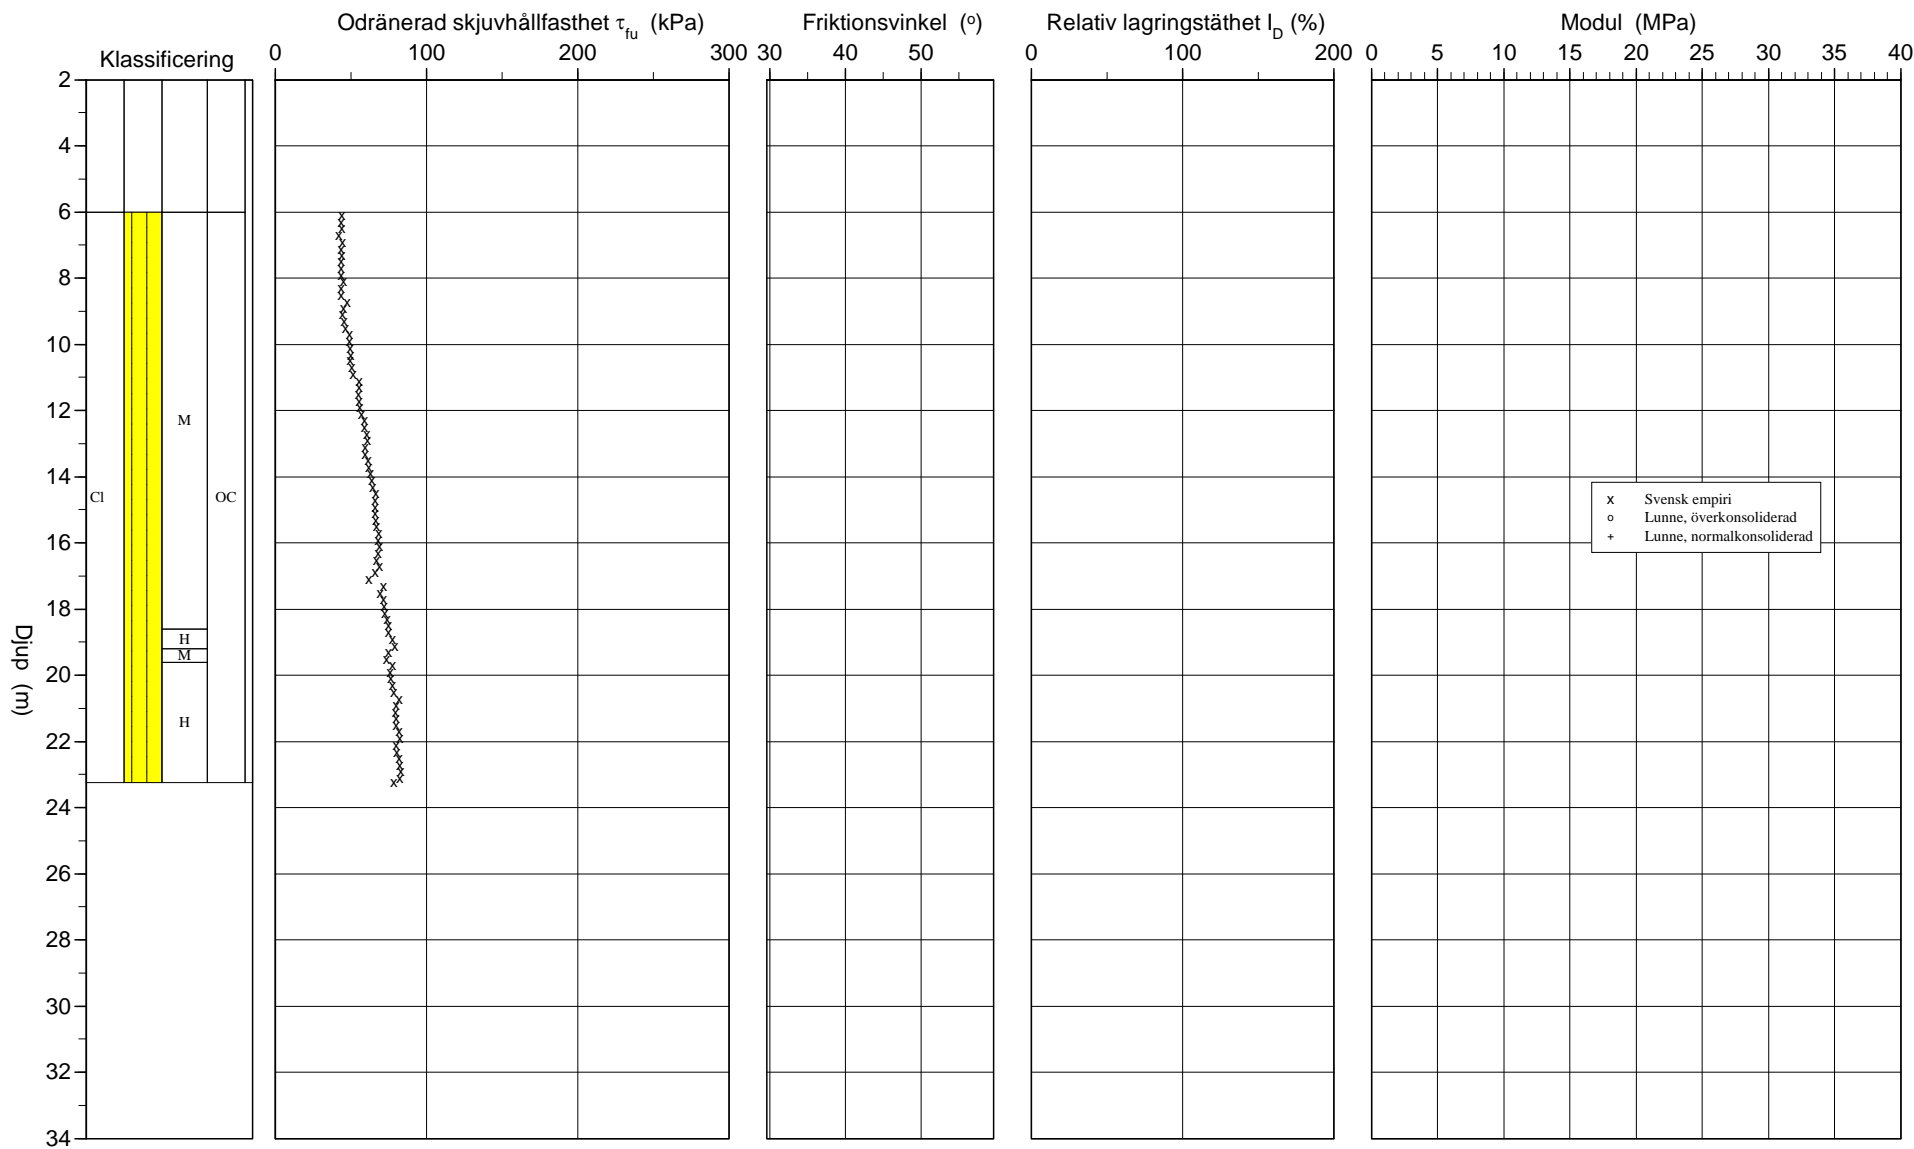 Odränerad skjuvhållfasthet τfu (kPa)
Friktionsvinkel (o)
Relativ lagringstäthet ID (%)
Modul (MPa)
Klassificering
0 100 200 300
30 40 50
0 100 200
0 5 10 15 20 25 30 35 40
2
4
6
8
10
12
14
16
18
20
22
24
26
28
30
32
34
Djup (m)
M
Cl
OC
H
M
H
x Svensk empiri
o Lunne, överkonsoliderad
+ Lunne, normalkonsoliderad